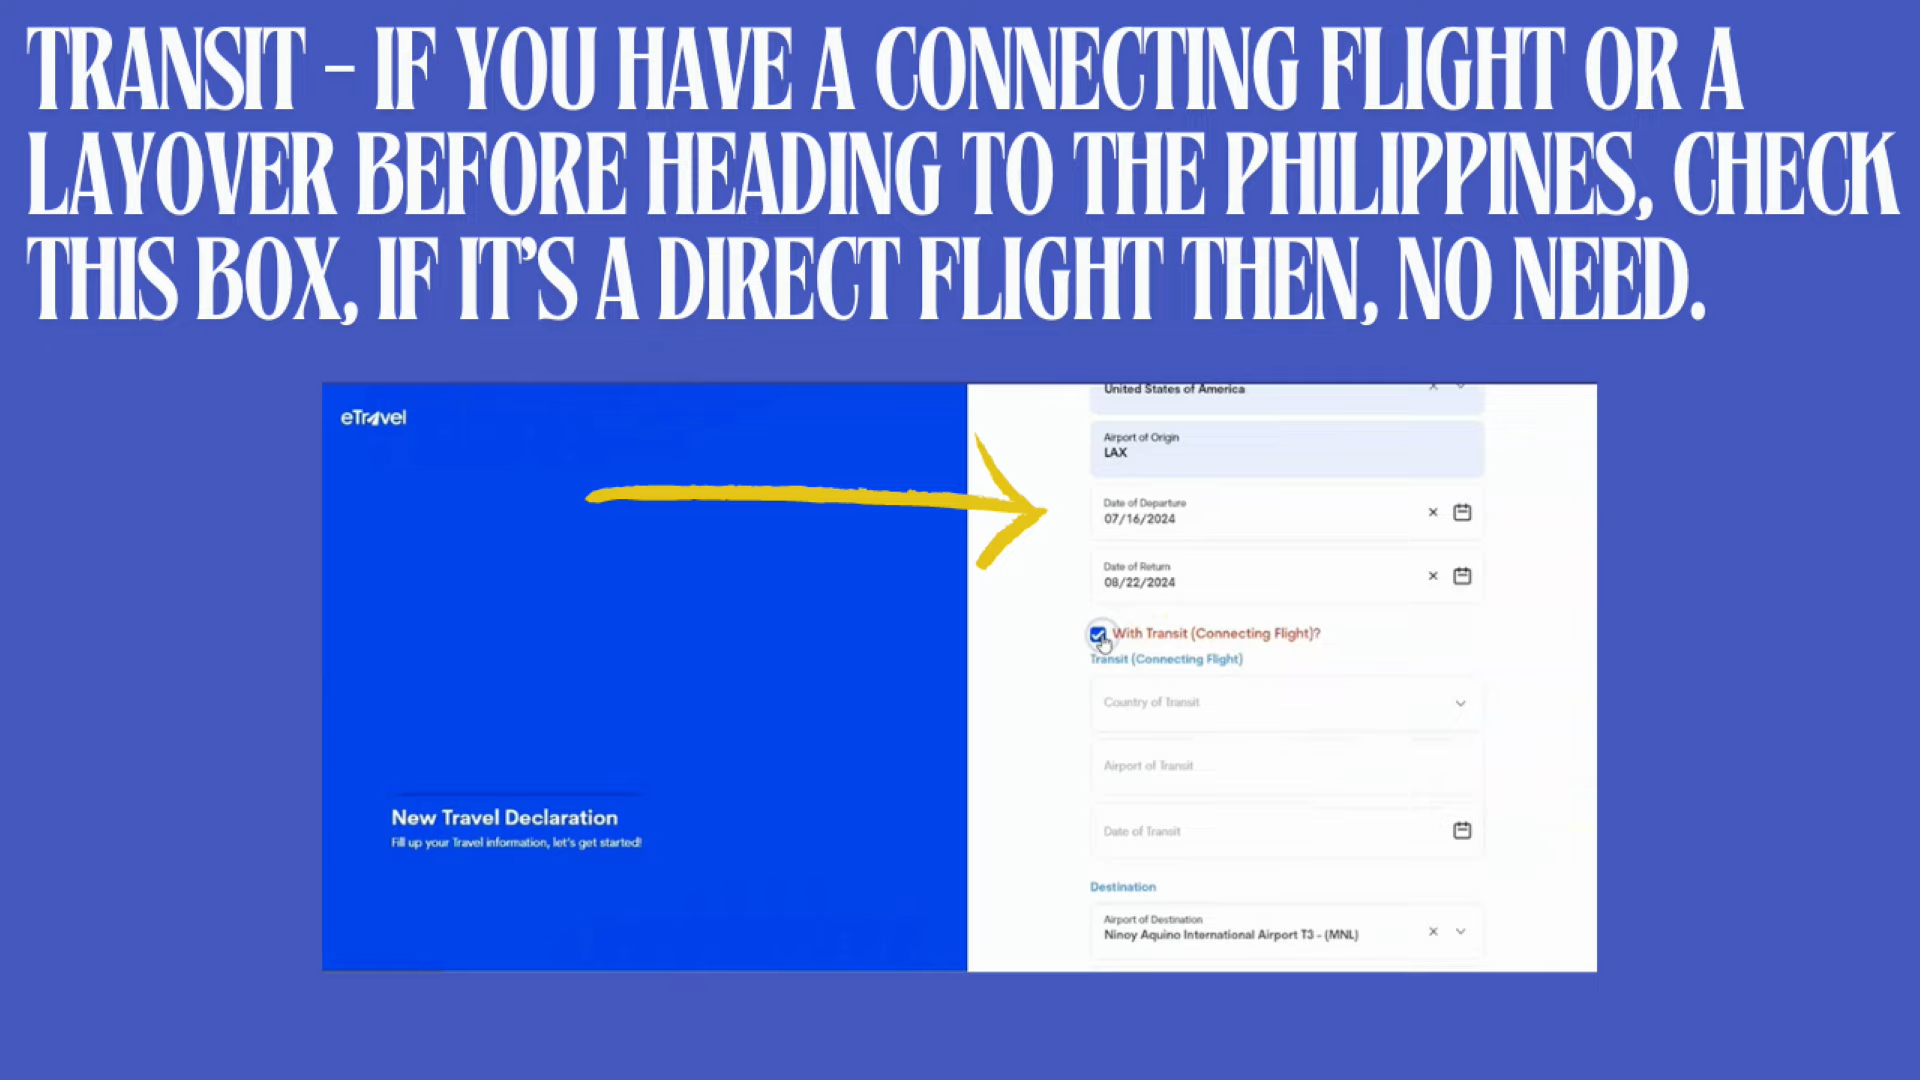 TRANSIT – IF YOU HAVE A CONNECTING FLIGHT OR A
LAYOVER BEFORE HEADING TO THE PHILIPPINES, CHECK
THIS BOX, IF IT'S A DIRECT FLIGHT THEN, NO NEED.
eTravel
New Travel Declaration
Fill up your Travel information, let's get started!
United States of America
Airport of Origin
LAX
Date of Departure
07/16/2024
Date of Return
08/22/2024
With Transit (Connecting Flight)?
Transit (Connecting Flight)
Country of Transit
Airport of Transit
Date of Transit
Destination
Airport of Destination
Ninoy Aquino International Airport T3 - (MNL)